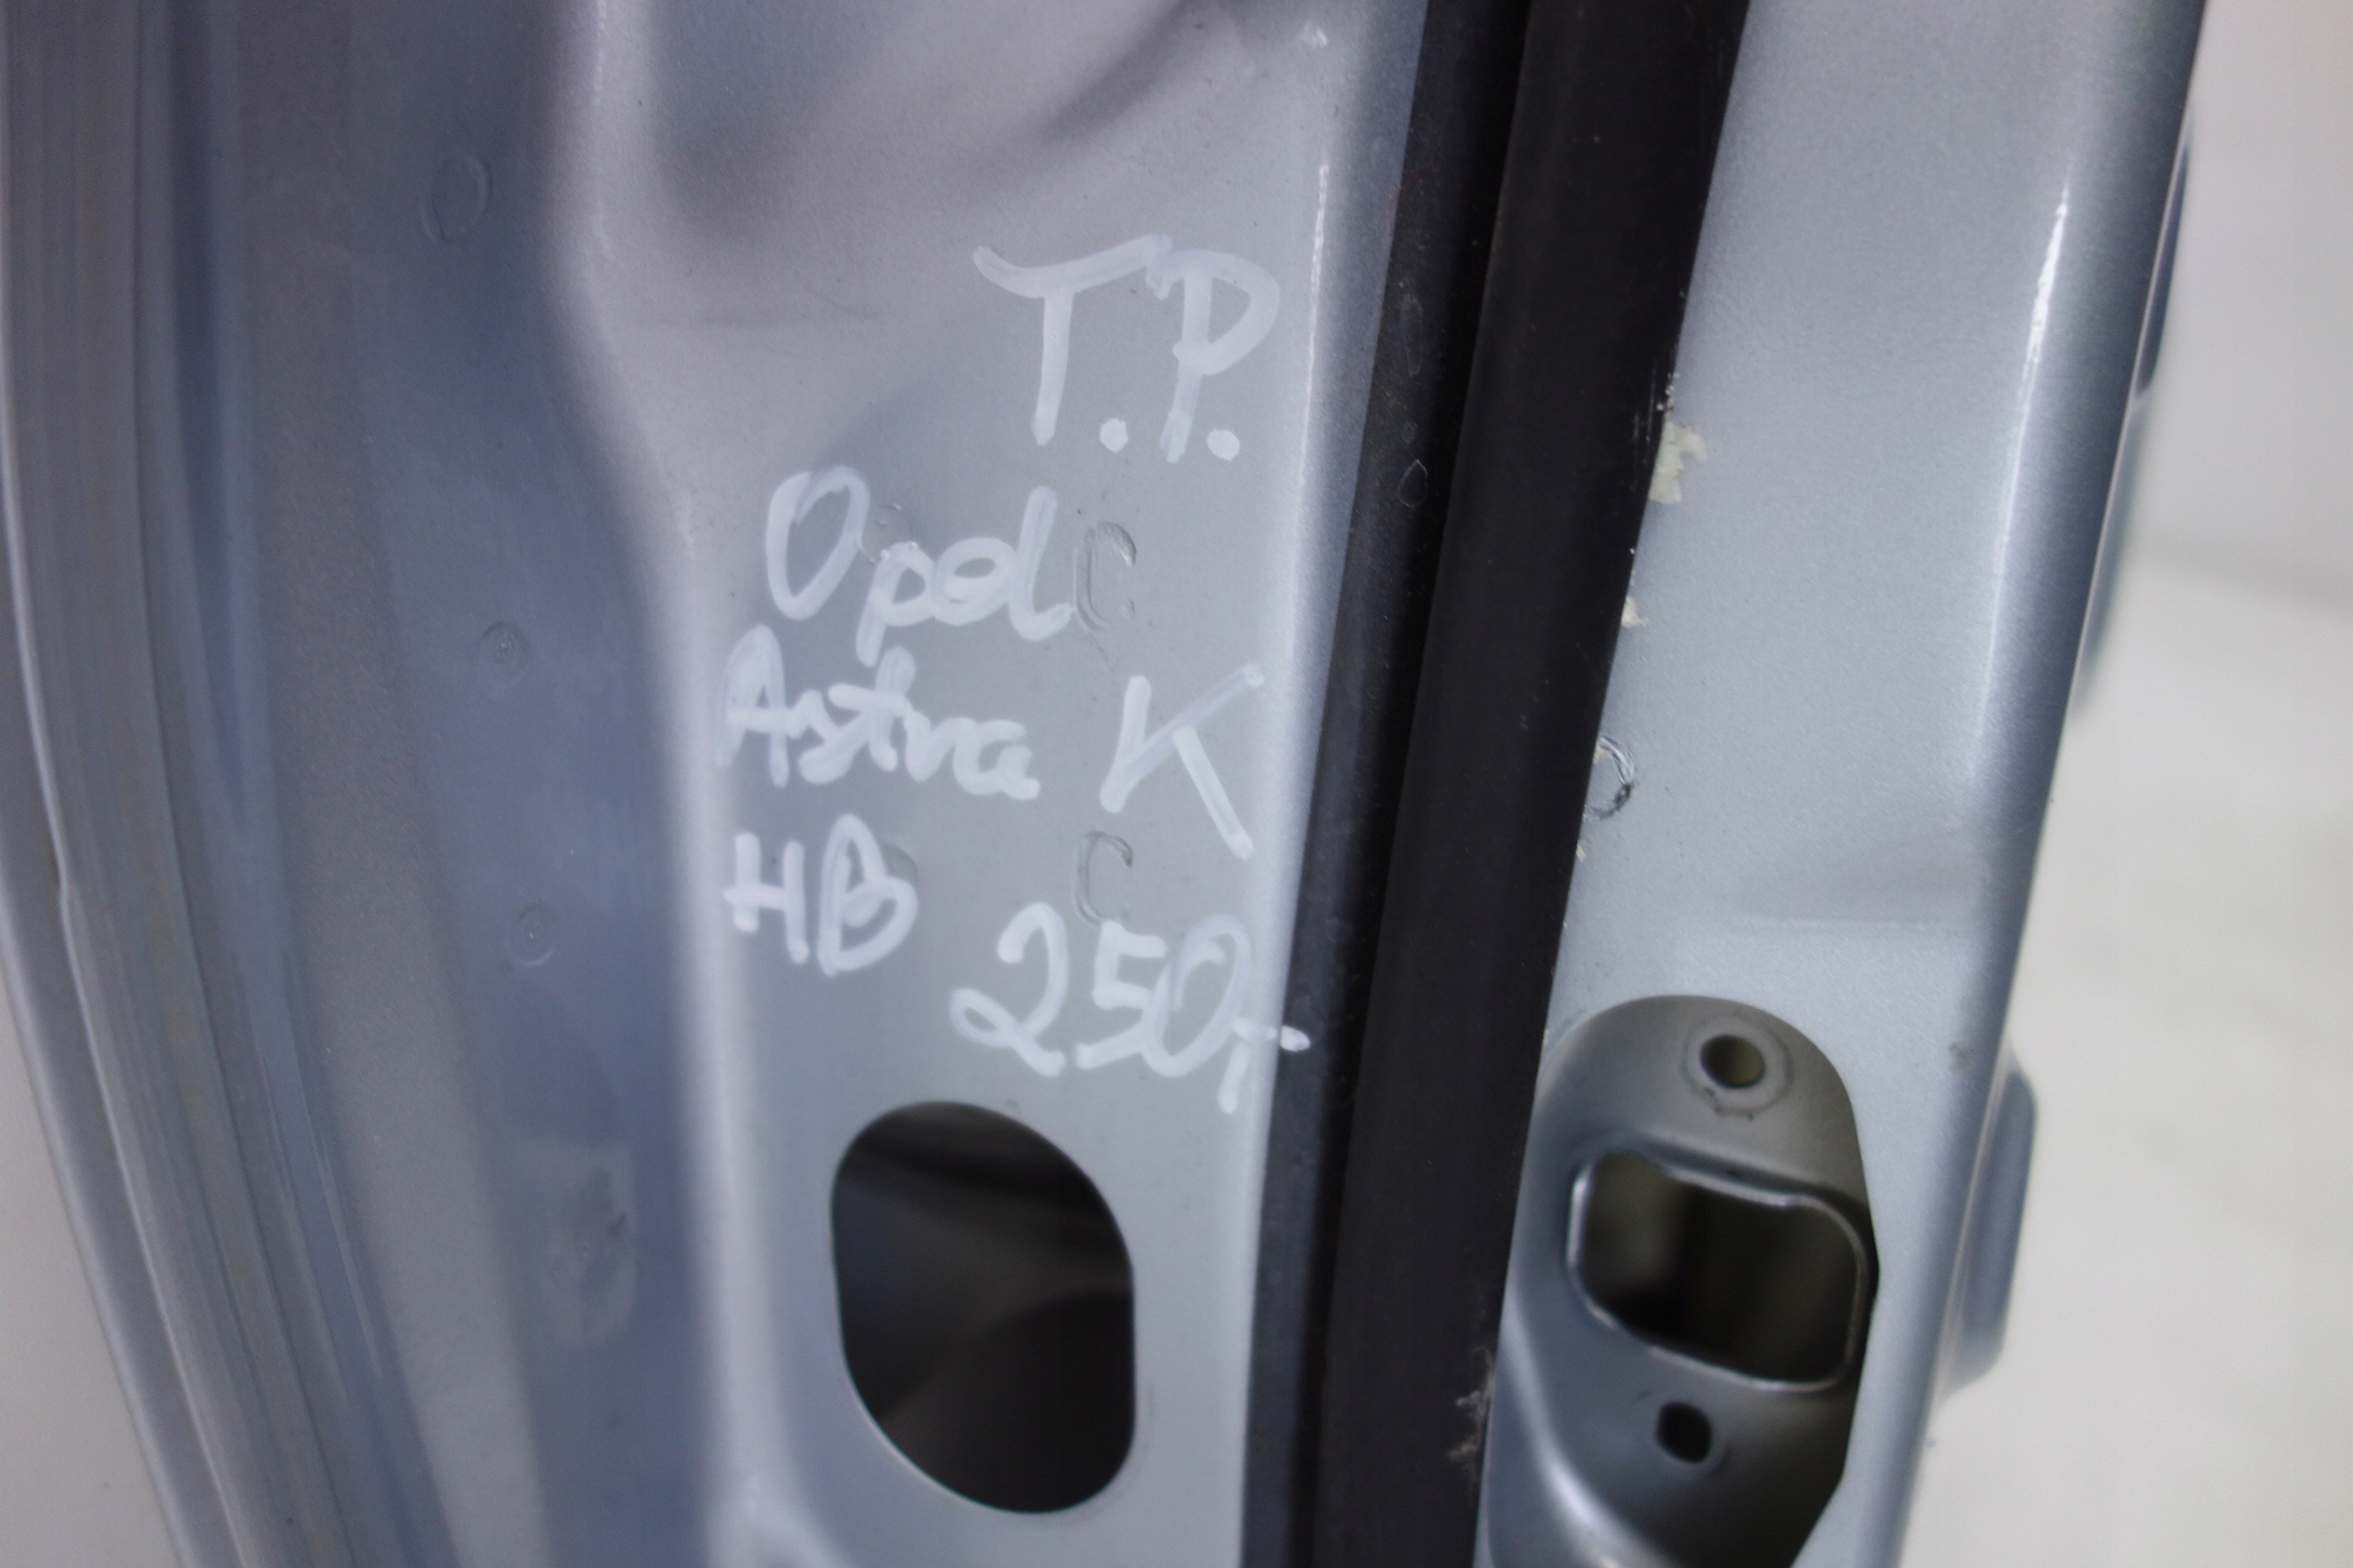 T.P.
Opel
Astra K
HB
250,-